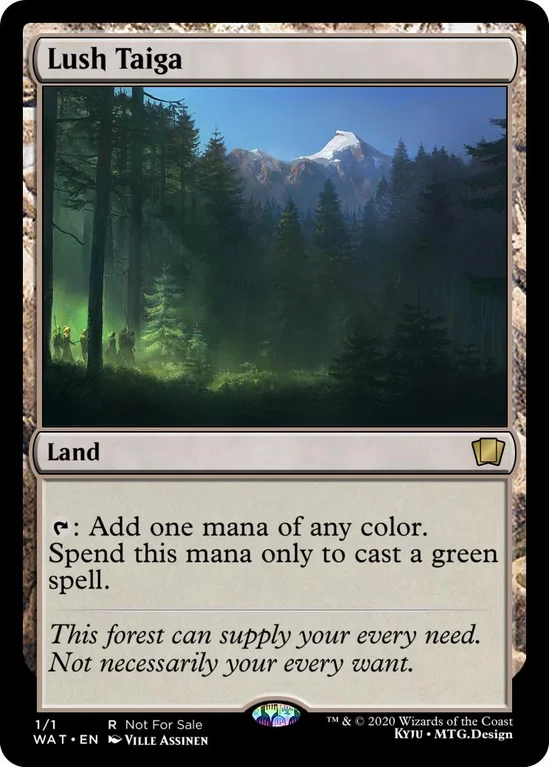 Lush Taiga
Land
: Add one mana of any color.
Spend this mana only to cast a green
spell.
This forest can supply your every need.
Not necessarily your every want.
1/1 R Not For Sale ™ & © 2020 Wizards of the Coast
WAT • EN Ville Assinen Kyju • MTG.Design